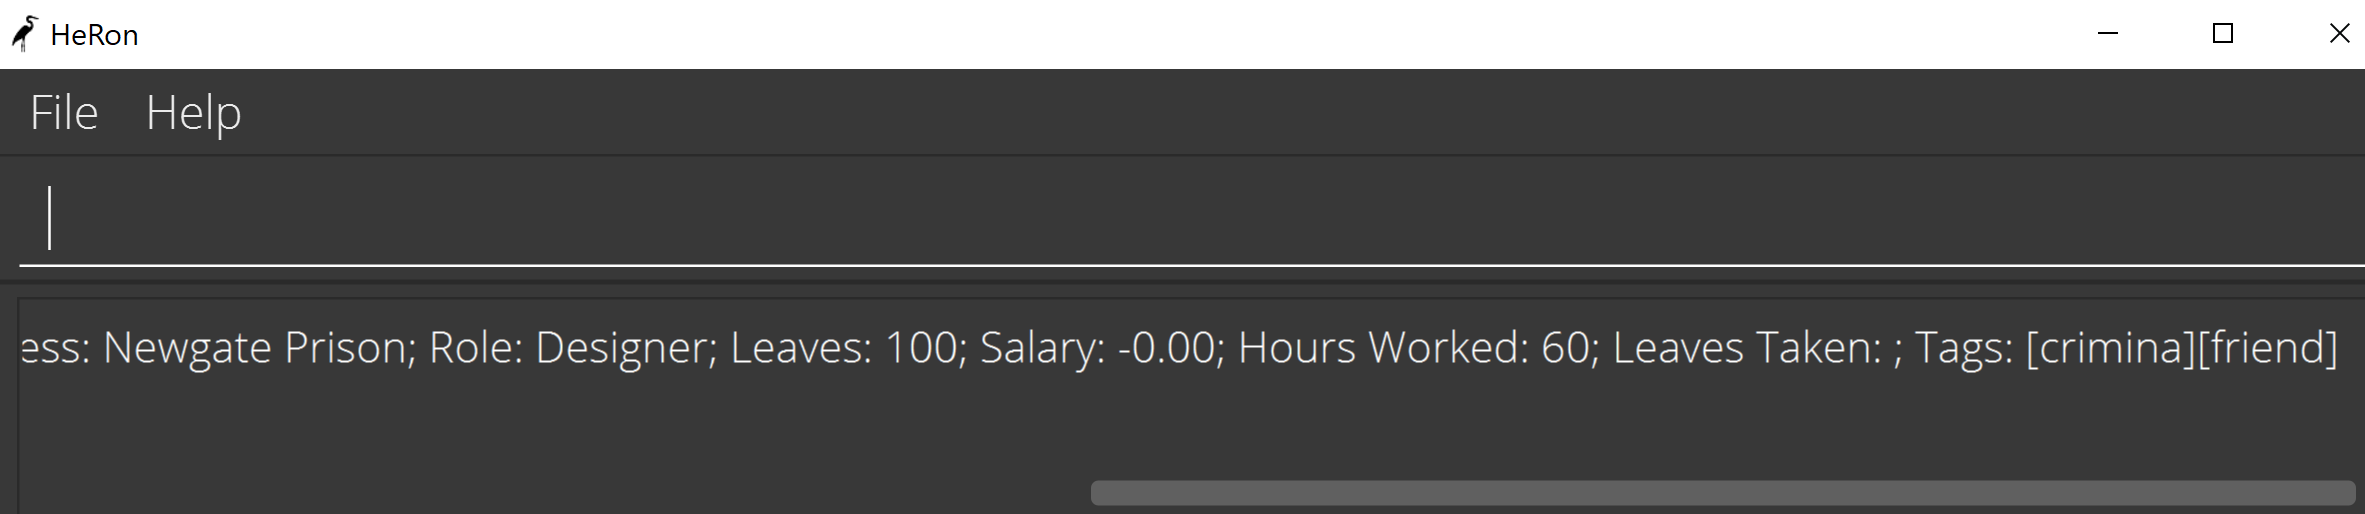 HeRon
File Help
ess: Newgate Prison; Role: Designer; Leaves: 100; Salary: -0.00; Hours Worked: 60; Leaves Taken: ; Tags: [crimina][friend]